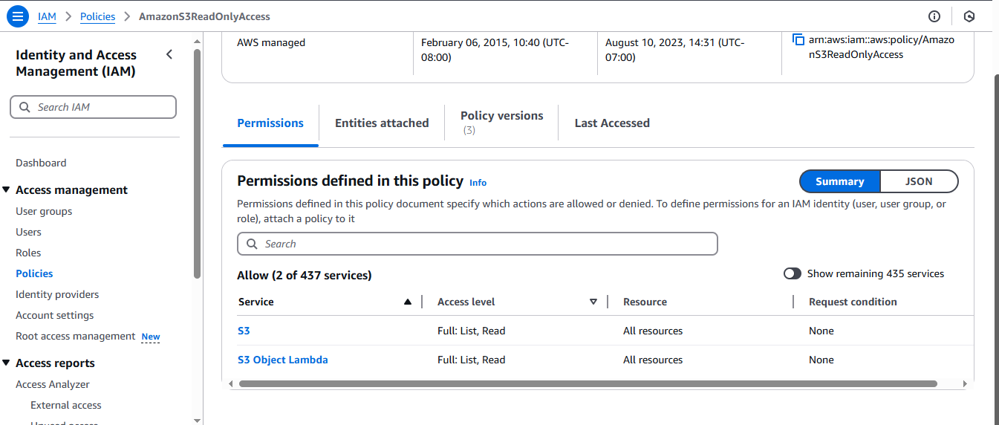 IAM > Policies > AmazonS3ReadOnlyAccess
Identity and Access
Management (IAM)
Search IAM
Dashboard
Access management
User groups
Users
Roles
Policies
Identity providers
Account settings
Root access management New
Access reports
Access Analyzer
External access
Unused access
AWS managed
February 06, 2015, 10:40 (UTC-
08:00)
August 10, 2023, 14:31 (UTC-
07:00)
arn:aws:iam::aws:policy/Amazo
nS3ReadOnlyAccess
Permissions
Entities attached
Policy versions
(3)
Last Accessed
Permissions defined in this policy Info
Summary
JSON
Permissions defined in this policy document specify which actions are allowed or denied. To define permissions for an IAM identity (user, user group, or
role), attach a policy to it
Search
Allow (2 of 437 services)
Show remaining 435 services
Service Access level Resource Request condition
S3 Full: List, Read All resources None
S3 Object Lambda Full: List, Read All resources None